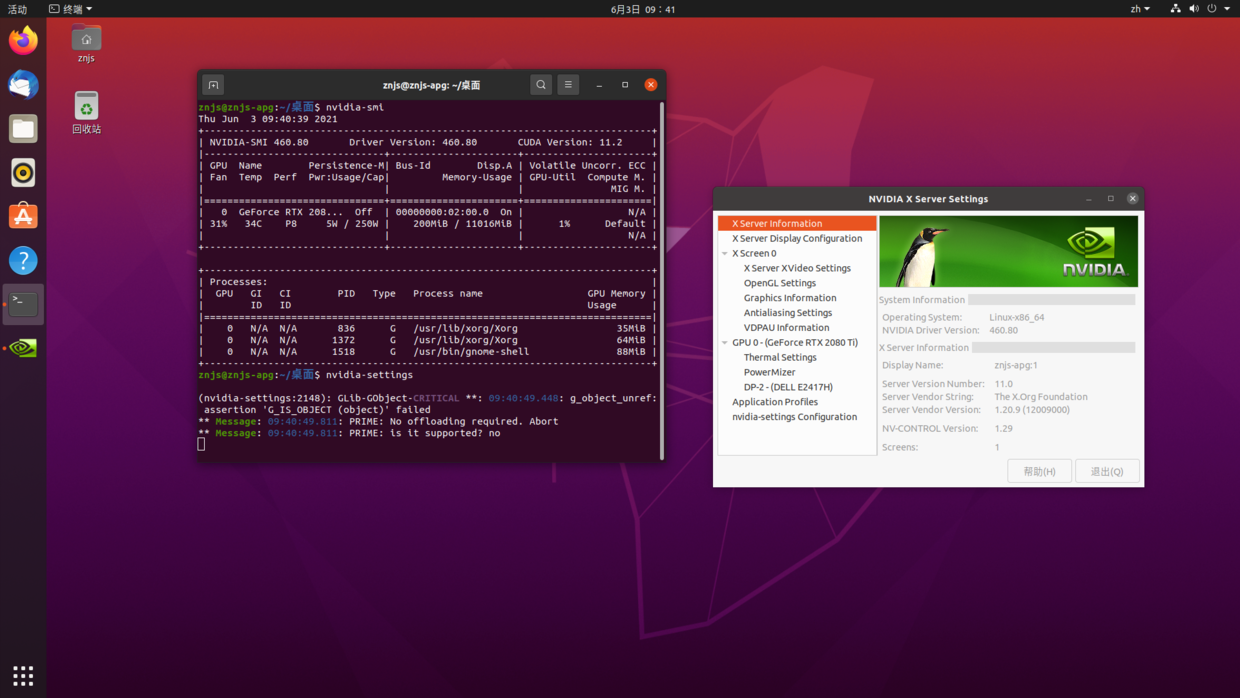 活动
终端
6月3日 09：41
zh
znjs
回收站
znjs@znjs-apg: ~/桌面
znjs@znjs-apg:~/桌面$ nvidia-smi
Thu Jun  3 09:40:39 2021
+-----------------------------------------------------------------------------+
| NVIDIA-SMI 460.80       Driver Version: 460.80       CUDA Version: 11.2     |
|-------------------------------+----------------------+----------------------+
| GPU  Name        Persistence-M| Bus-Id        Disp.A | Volatile Uncorr. ECC |
| Fan  Temp  Perf  Pwr:Usage/Cap|         Memory-Usage | GPU-Util  Compute M. |
|                               |                      |               MIG M. |
|===============================+======================+======================|
|   0  GeForce RTX 208...  Off  | 00000000:02:00.0  On |                  N/A |
| 31%   34C    P8     5W / 250W |    200MiB / 11016MiB |      1%      Default |
|                               |                      |                  N/A |
+-------------------------------+----------------------+----------------------+
+-----------------------------------------------------------------------------+
| Processes:                                                                  |
|  GPU   GI   CI        PID   Type   Process name                  GPU Memory |
|        ID   ID                                                   Usage      |
|=============================================================================|
|    0   N/A  N/A       836      G   /usr/lib/xorg/Xorg                 35MiB |
|    0   N/A  N/A      1372      G   /usr/lib/xorg/Xorg                 64MiB |
|    0   N/A  N/A      1518      G   /usr/bin/gnome-shell               88MiB |
+-----------------------------------------------------------------------------+
znjs@znjs-apg:~/桌面$ nvidia-settings
(nvidia-settings:2148): GLib-GObject-CRITICAL **: 09:40:49.448: g_object_unref:
assertion 'G_IS_OBJECT (object)' failed
** Message: 09:40:49.811: PRIME: No offloading required. Abort
** Message: 09:40:49.811: PRIME: is it supported? no
NVIDIA X Server Settings
X Server Information
X Server Display Configuration
X Screen 0
X Server XVideo Settings
OpenGL Settings
Graphics Information
Antialiasing Settings
VDPAU Information
GPU 0 - (GeForce RTX 2080 Ti)
Thermal Settings
PowerMizer
DP-2 - (DELL E2417H)
Application Profiles
nvidia-settings Configuration
NVIDIA.
System Information
Operating System: Linux-x86_64
NVIDIA Driver Version: 460.80
X Server Information
Display Name: znjs-apg:1
Server Version Number: 11.0
Server Vendor String: The X.Org Foundation
Server Vendor Version: 1.20.9 (12009000)
NV-CONTROL Version: 1.29
Screens: 1
帮助(H)
退出(Q)